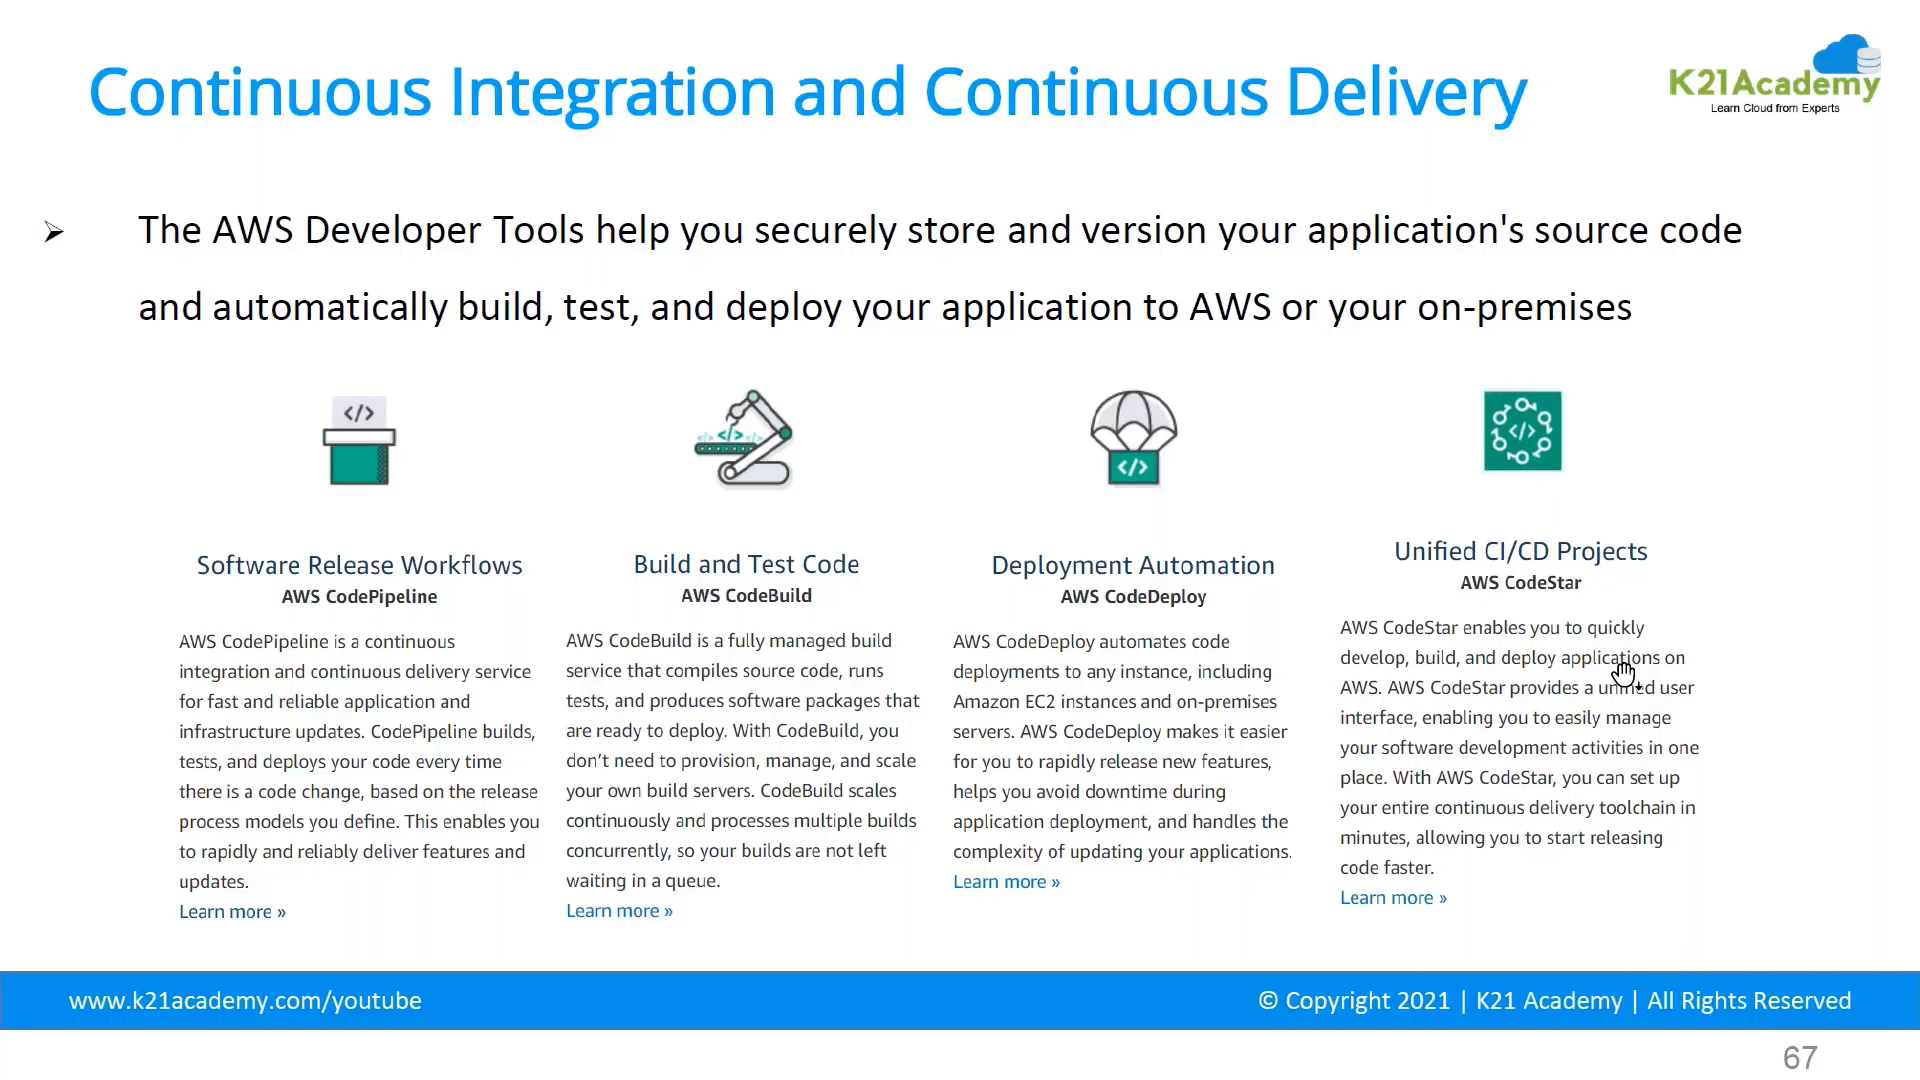 Continuous Integration and Continuous Delivery
K21Academy
Learn Cloud from Experts
The AWS Developer Tools help you securely store and version your application's source code
and automatically build, test, and deploy your application to AWS or your on-premises
</>
</>
</>
</>
Software Release Workflows
AWS CodePipeline
AWS CodePipeline is a continuous
integration and continuous delivery service
for fast and reliable application and
infrastructure updates. CodePipeline builds,
tests, and deploys your code every time
there is a code change, based on the release
process models you define. This enables you
to rapidly and reliably deliver features and
updates.
Learn more »
Build and Test Code
AWS CodeBuild
AWS CodeBuild is a fully managed build
service that compiles source code, runs
tests, and produces software packages that
are ready to deploy. With CodeBuild, you
don't need to provision, manage, and scale
your own build servers. CodeBuild scales
continuously and processes multiple builds
concurrently, so your builds are not left
waiting in a queue.
Learn more »
Deployment Automation
AWS CodeDeploy
AWS CodeDeploy automates code
deployments to any instance, including
Amazon EC2 instances and on-premises
servers. AWS CodeDeploy makes it easier
for you to rapidly release new features,
helps you avoid downtime during
application deployment, and handles the
complexity of updating your applications.
Learn more »
Unified CI/CD Projects
AWS CodeStar
AWS CodeStar enables you to quickly
develop, build, and deploy applications on
AWS. AWS CodeStar provides a unified user
interface, enabling you to easily manage
your software development activities in one
place. With AWS CodeStar, you can set up
your entire continuous delivery toolchain in
minutes, allowing you to start releasing
code faster.
Learn more »
www.k21academy.com/youtube
© Copyright 2021 | K21 Academy | All Rights Reserved
67